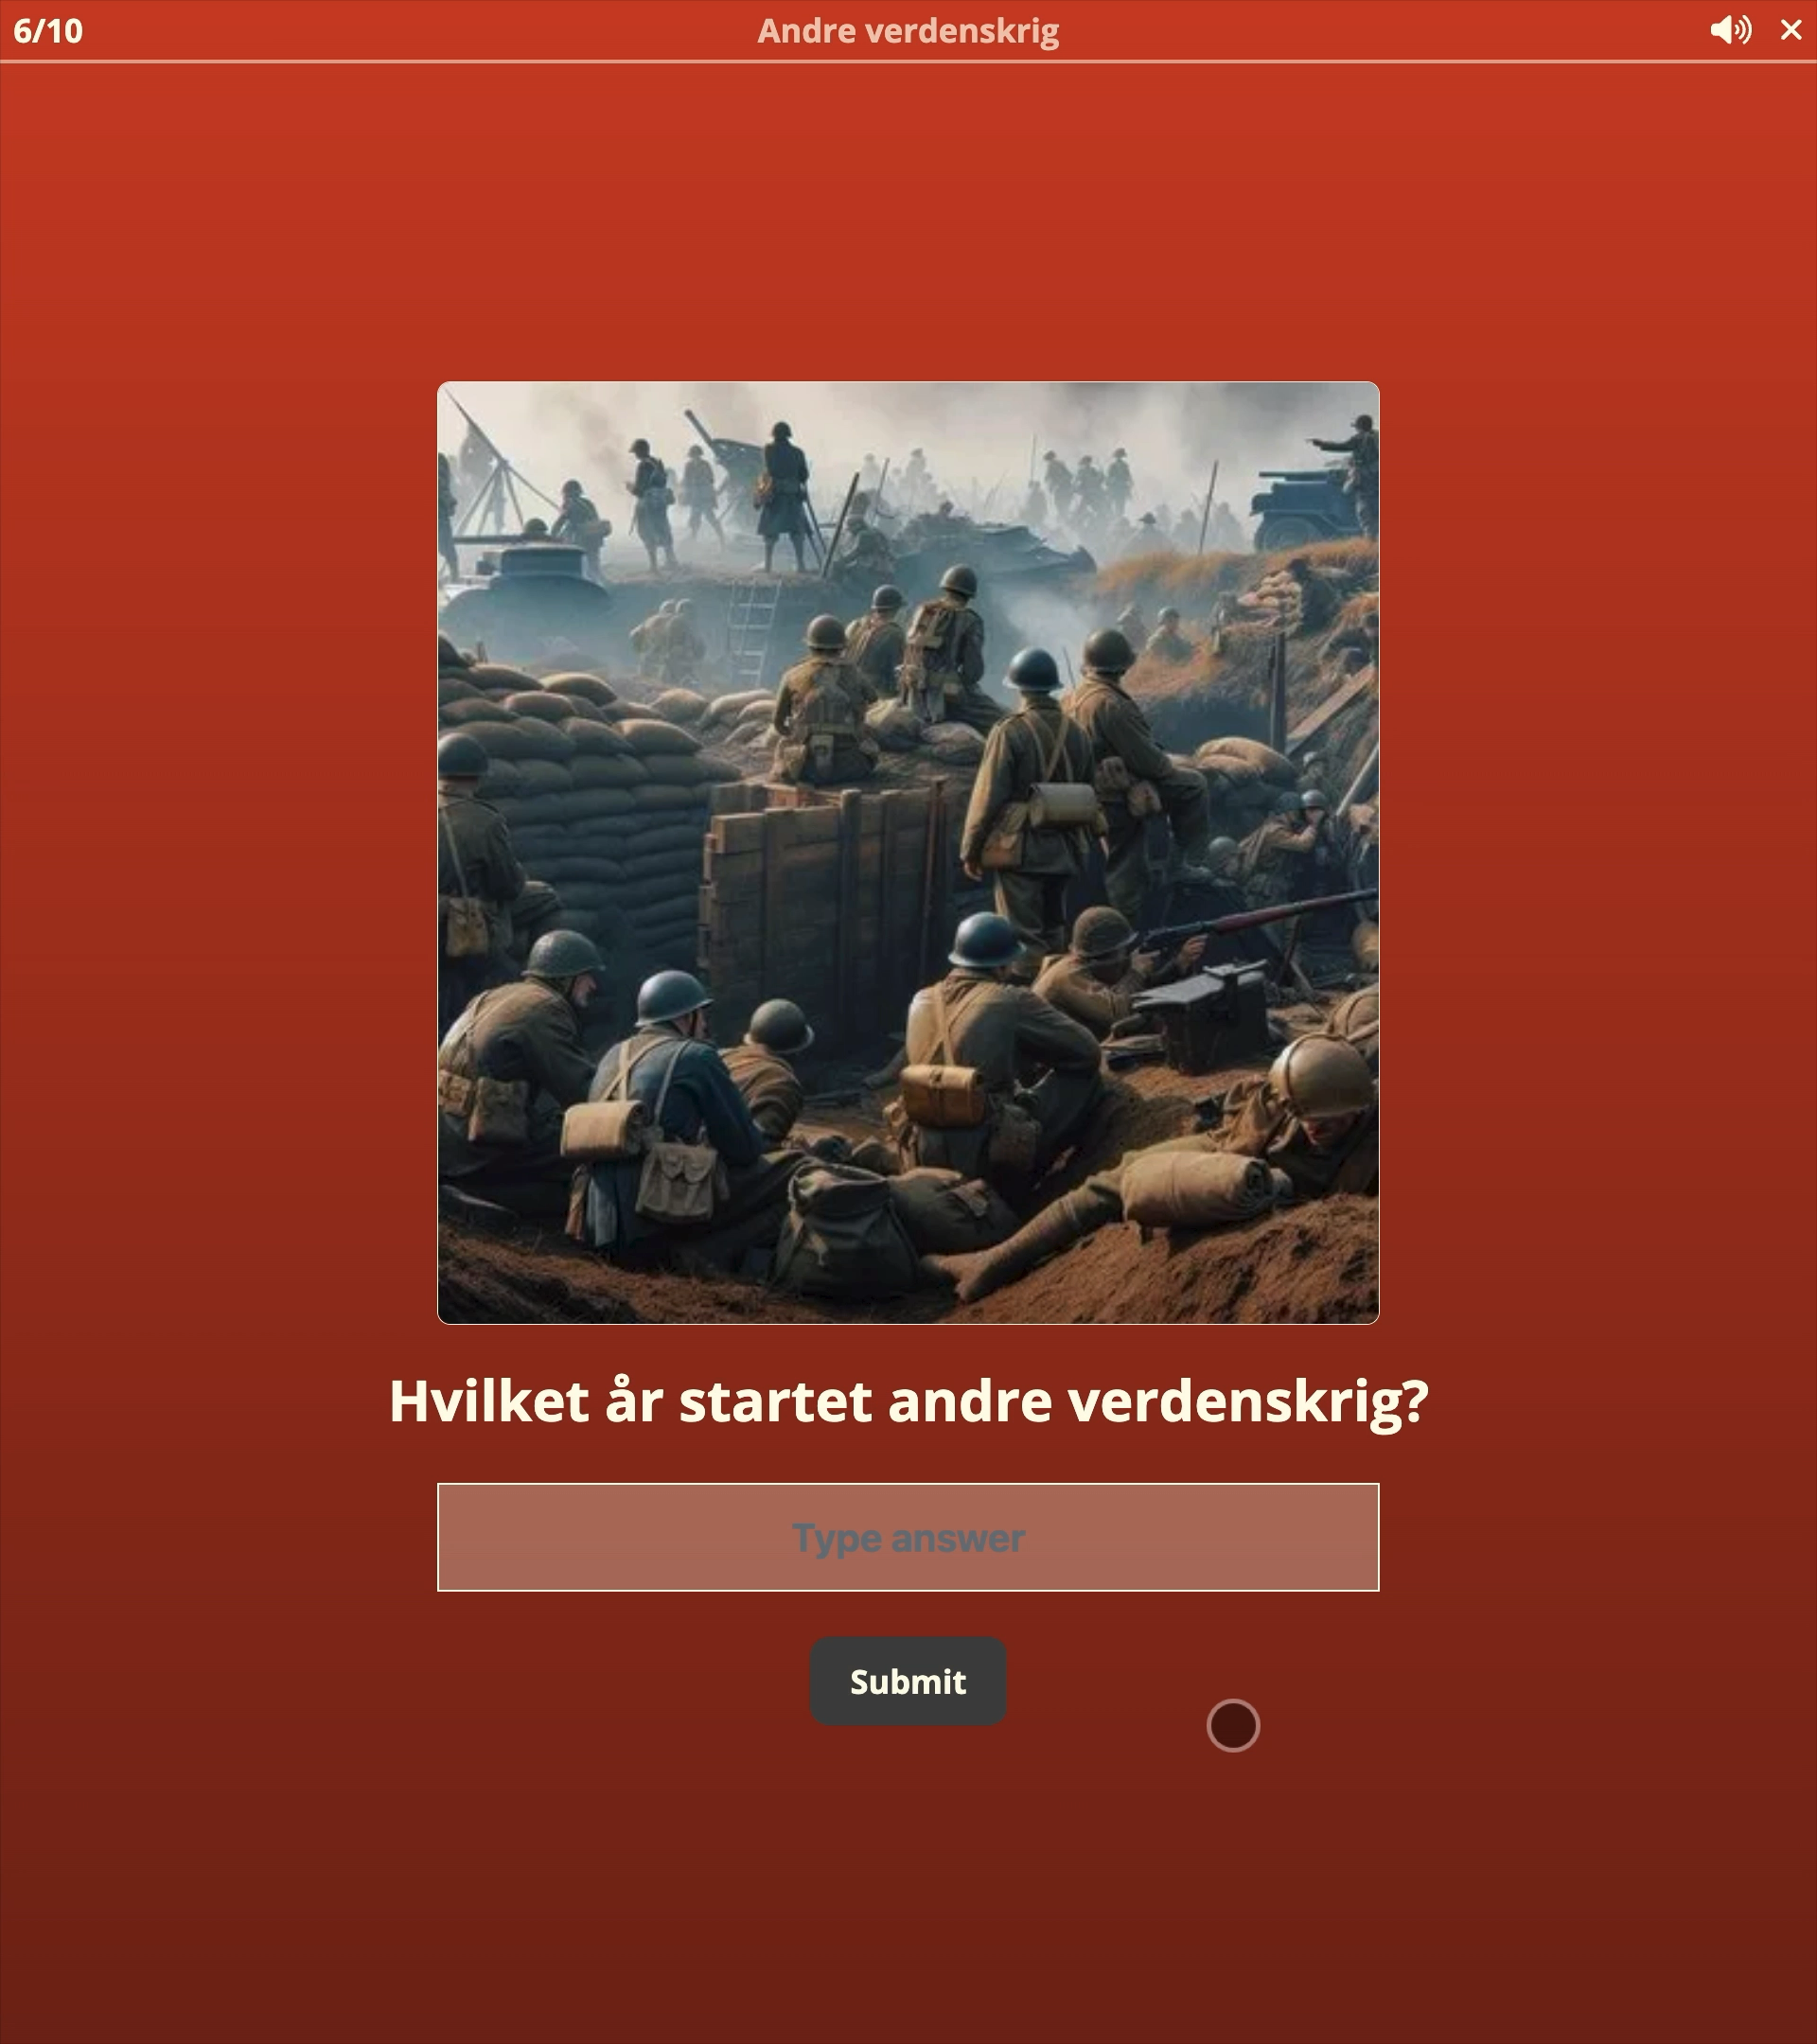 6/10
Andre verdenskrig
Hvilket år startet andre verdenskrig?
Type answer
Submit